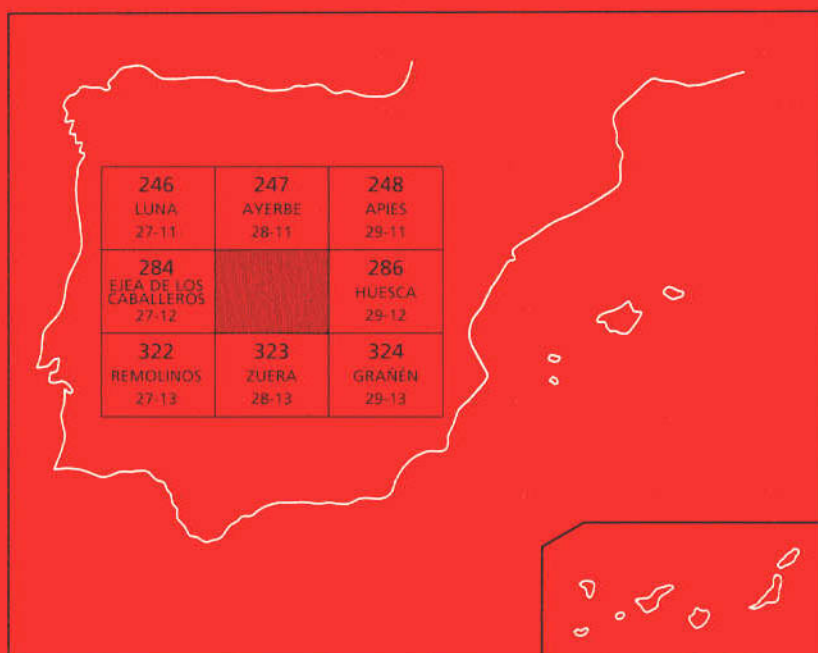 246
LUNA
27-11
247
AYERBE
28-11
248
APIES
29-11
284
EJEA DE LOS
CABALLEROS
27-12
286
HUESCA
29-12
322
REMOLINOS
27-13
323
ZUERA
28-13
324
GRAÑÉN
29-13